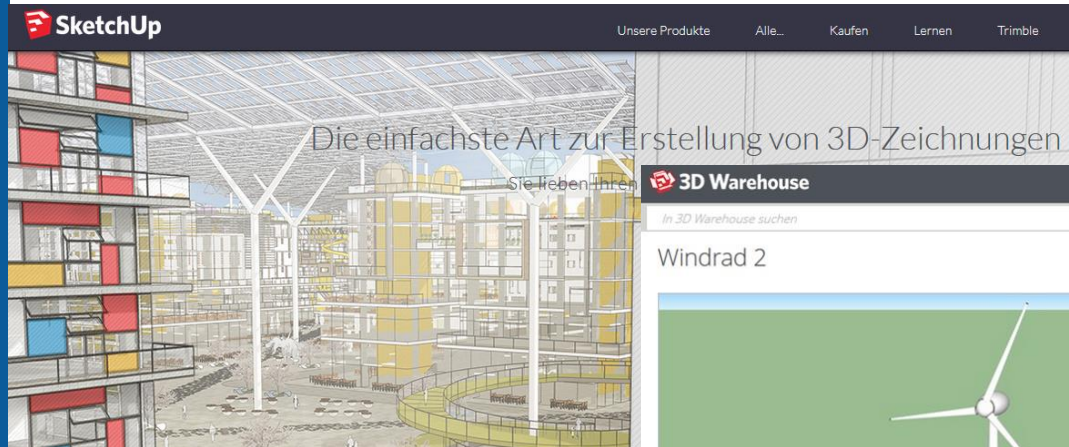 SketchUp
Unsere Produkte Alle... Kaufen Lernen Trimble
Die einfachste Art zur Erstellung von 3D-Zeichnungen
Sie lieben Ihren
3D Warehouse
In 3D Warehouse suchen
Windrad 2